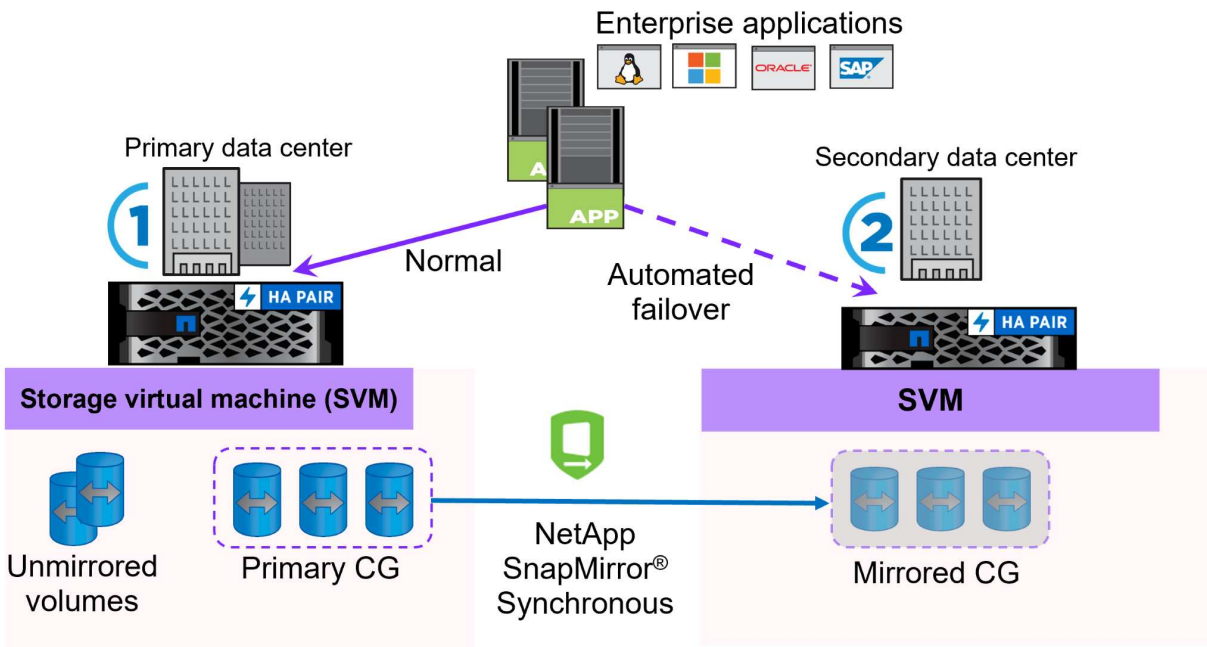 Enterprise applications
ORACLE
SAP
Primary data center
Secondary data center
1
A
APP
2
Normal
Automated
failover
HA PAIR
HA PAIR
Storage virtual machine (SVM)
SVM
NetApp
SnapMirror®
Synchronous
Unmirrored
volumes
Primary CG
Mirrored CG